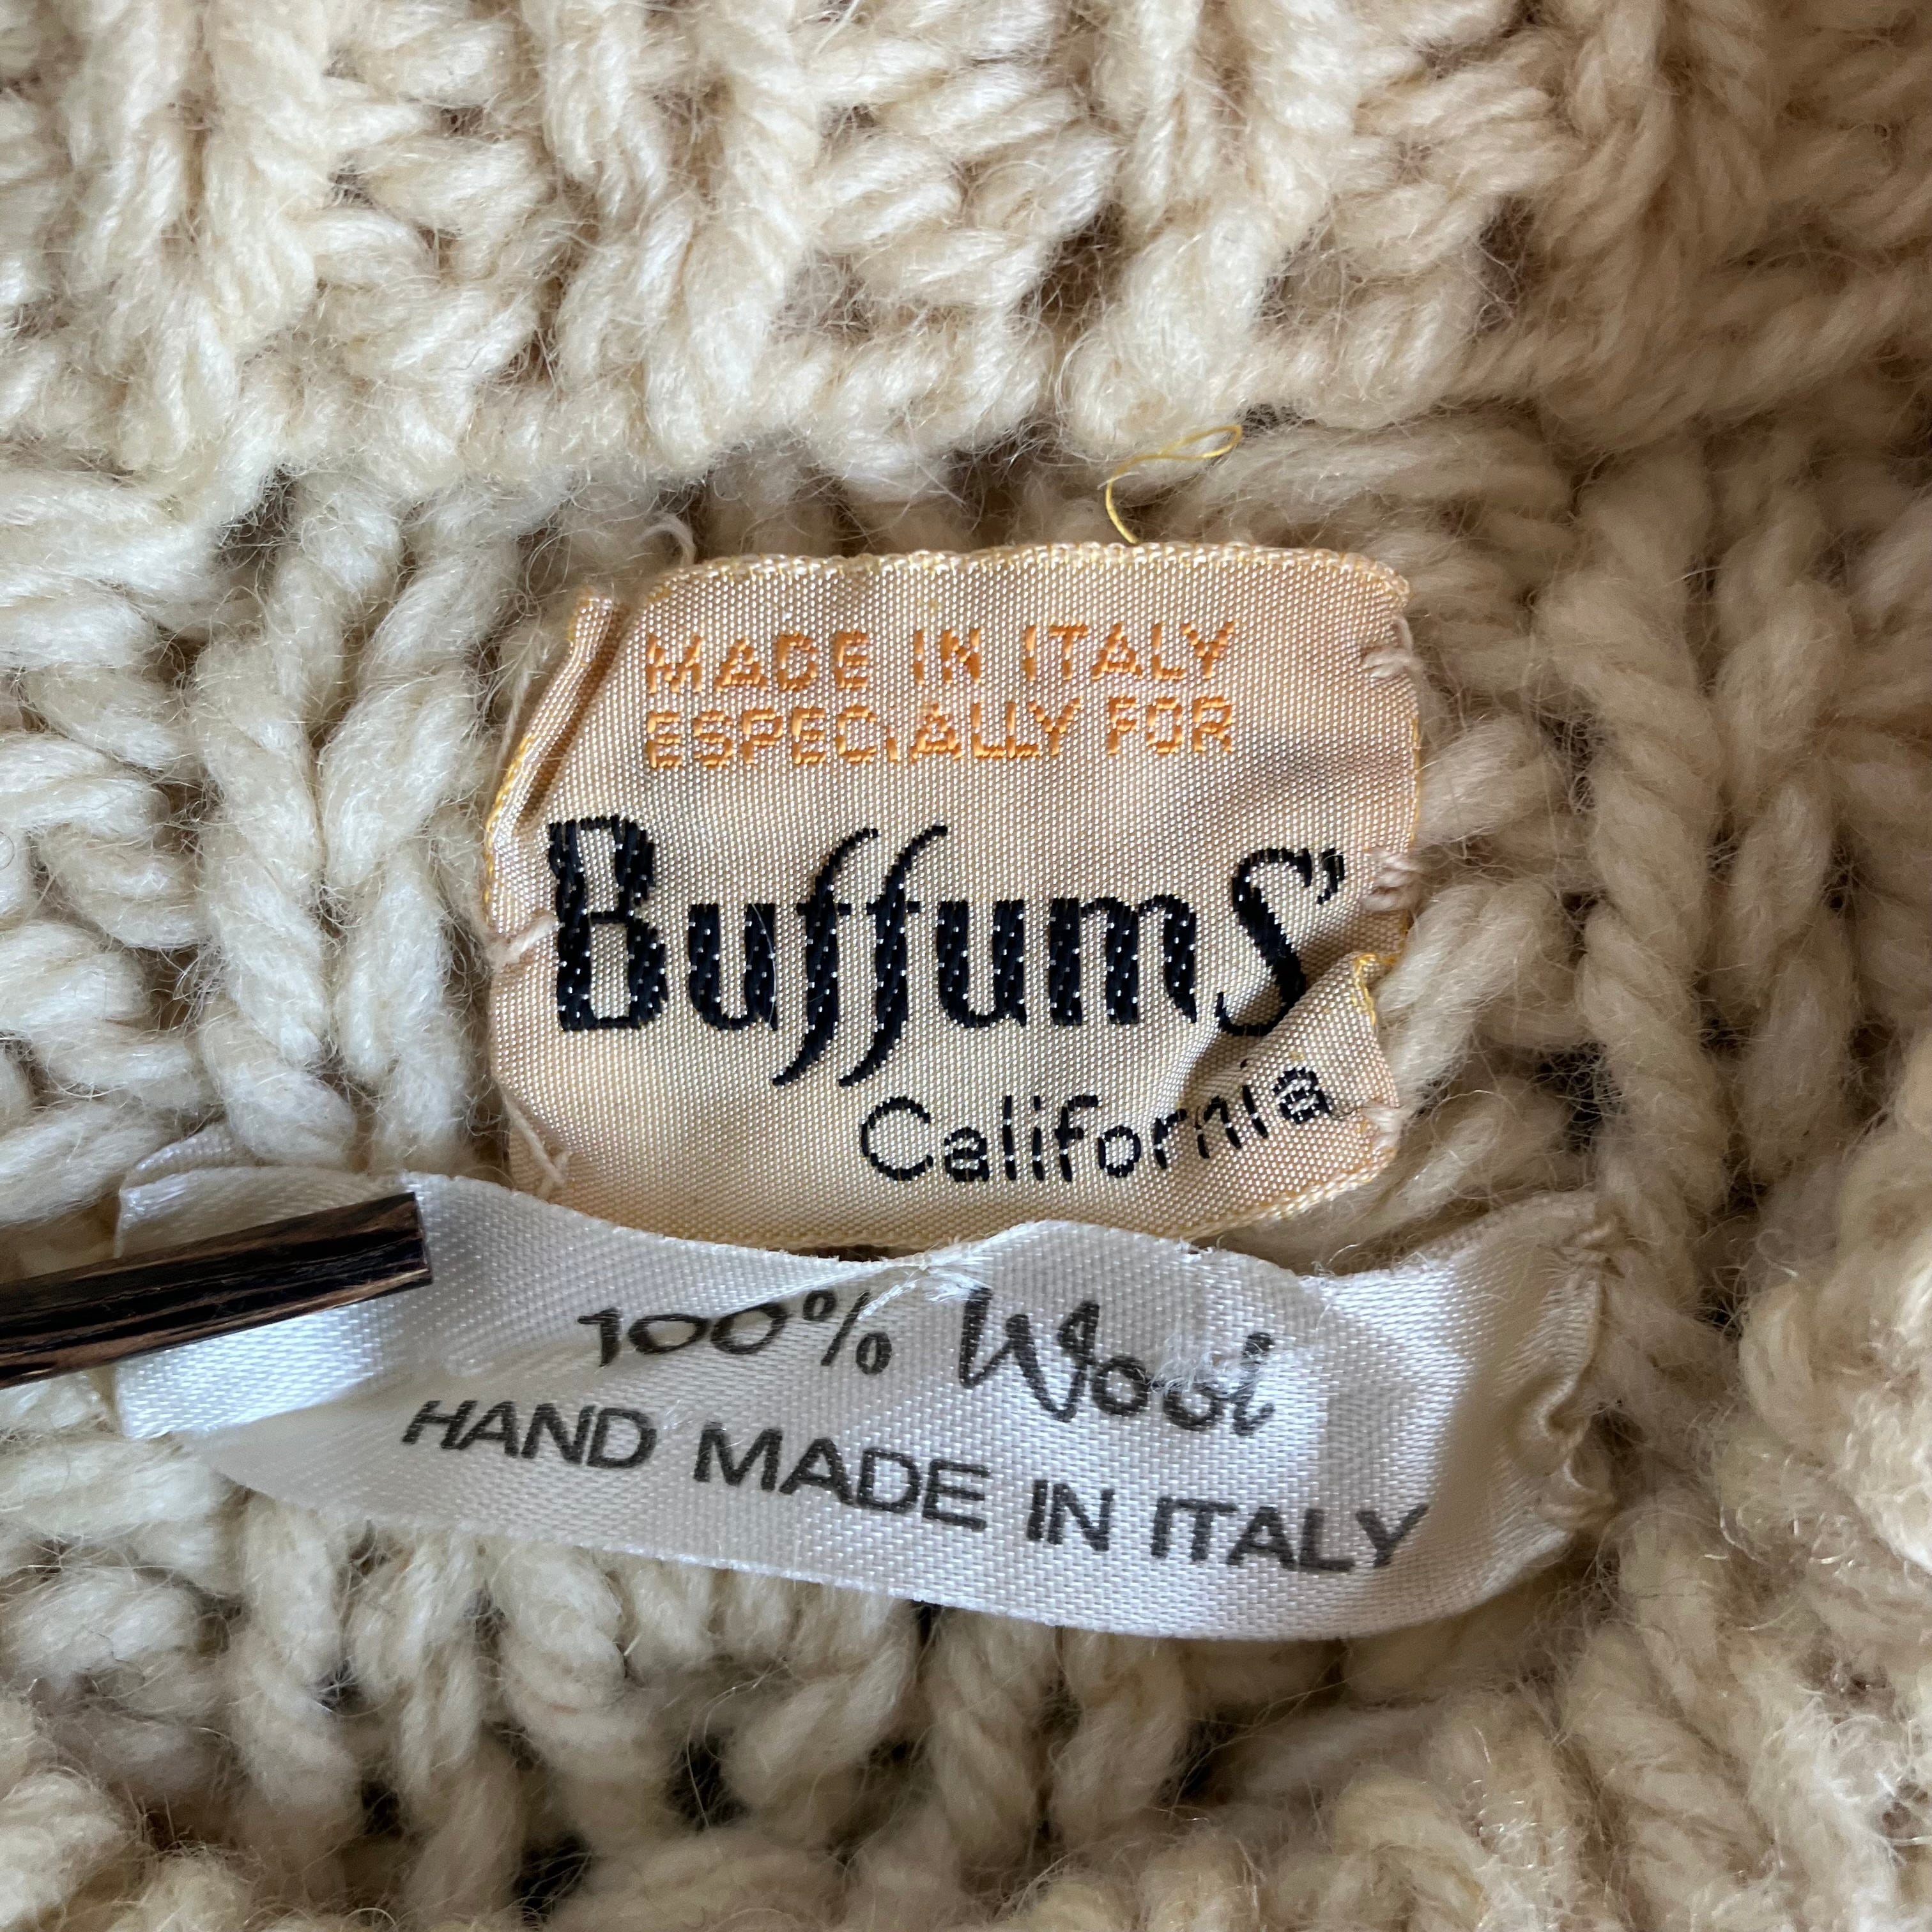 MADE IN ITALY
ESPECiALLY FOR
BuffumS'
California
100% Wool
HAND MADE IN ITALY